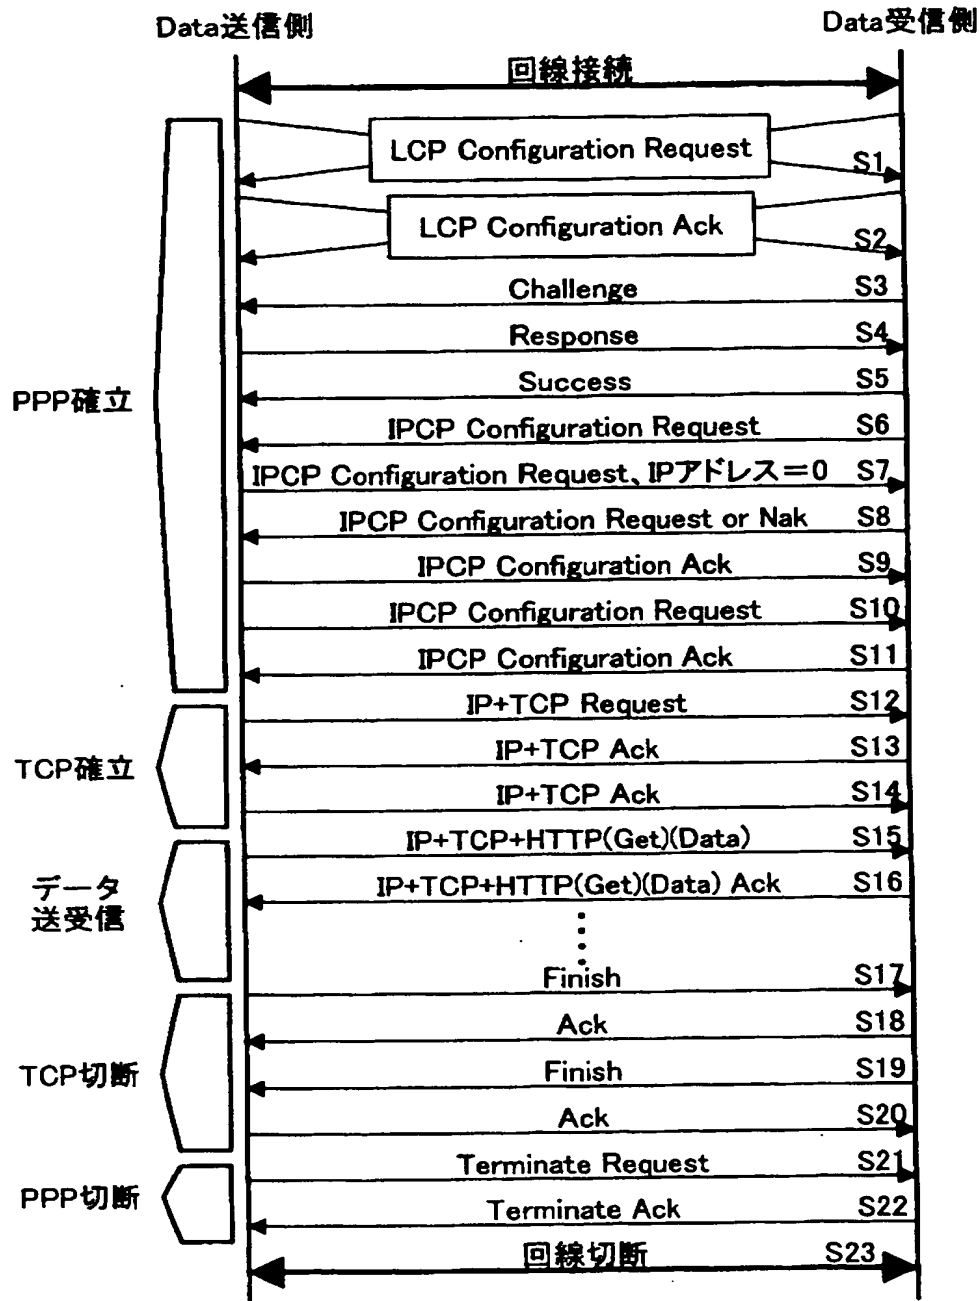 Data送信側
Data受信側
回線接続
LCP Configuration Request
S1
LCP Configuration Ack
S2
Challenge
S3
Response
S4
Success
S5
PPP確立
IPCP Configuration Request
S6
IPCP Configuration Request、IPアドレス=0
S7
IPCP Configuration Request or Nak
S8
IPCP Configuration Ack
S9
IPCP Configuration Request
S10
IPCP Configuration Ack
S11
IP+TCP Request
S12
TCP確立
IP+TCP Ack
S13
IP+TCP Ack
S14
IP+TCP+HTTP(Get)(Data)
S15
データ
送受信
IP+TCP+HTTP(Get)(Data) Ack
S16
Finish
S17
Ack
S18
TCP切断
Finish
S19
Ack
S20
Terminate Request
S21
PPP切断
Terminate Ack
S22
回線切断
S23